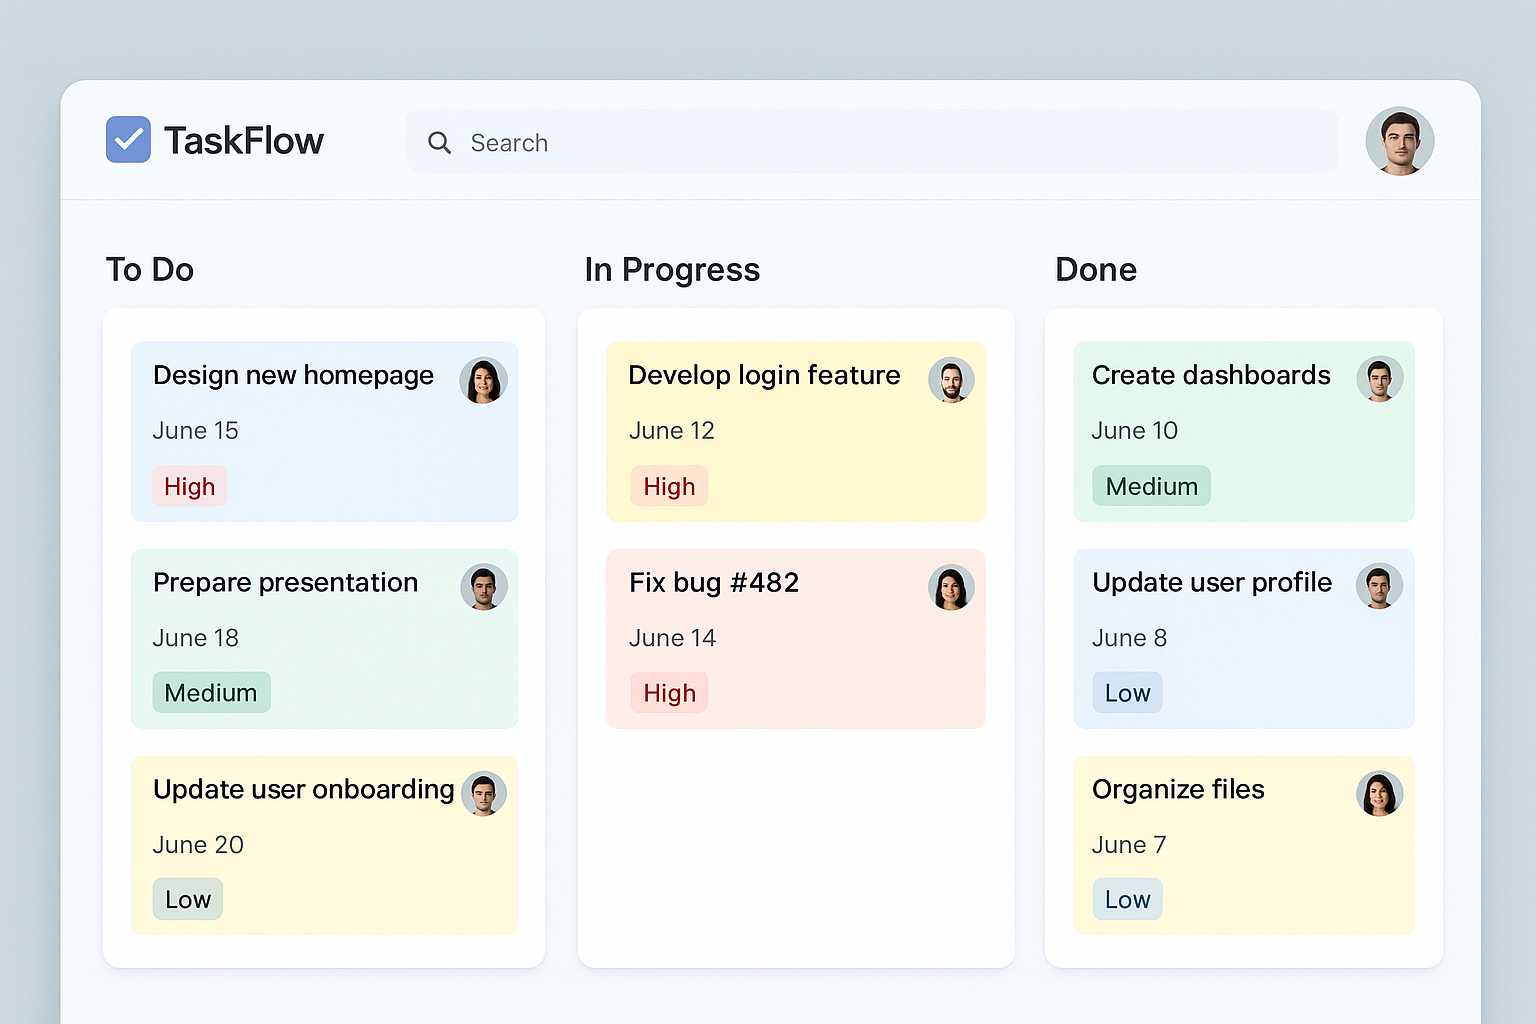 TaskFlow
Search
To Do
Design new homepage
June 15
High
Prepare presentation
June 18
Medium
Update user onboarding
June 20
Low
In Progress
Develop login feature
June 12
High
Fix bug #482
June 14
High
Done
Create dashboards
June 10
Medium
Update user profile
June 8
Low
Organize files
June 7
Low